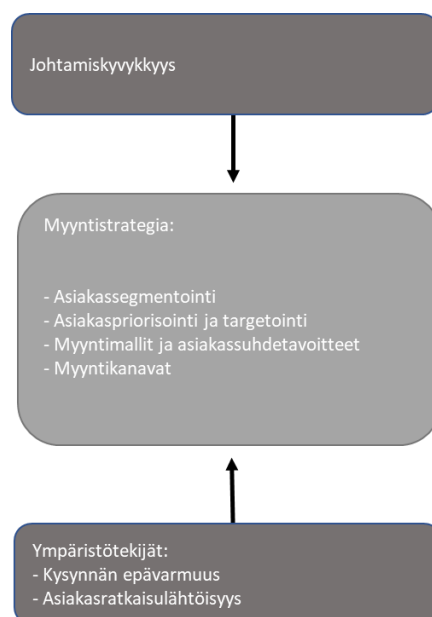 Johtamiskyvykkyys
Myyntistrategia:
- Asiakassegmentointi
- Asiakaspriorisointi ja targetointi
- Myyntimallit ja asiakassuhdetavoitteet
- Myyntikanavat
Ympäristötekijät:
- Kysynnän epävarmuus
- Asiakasratkaisulähtöisyys